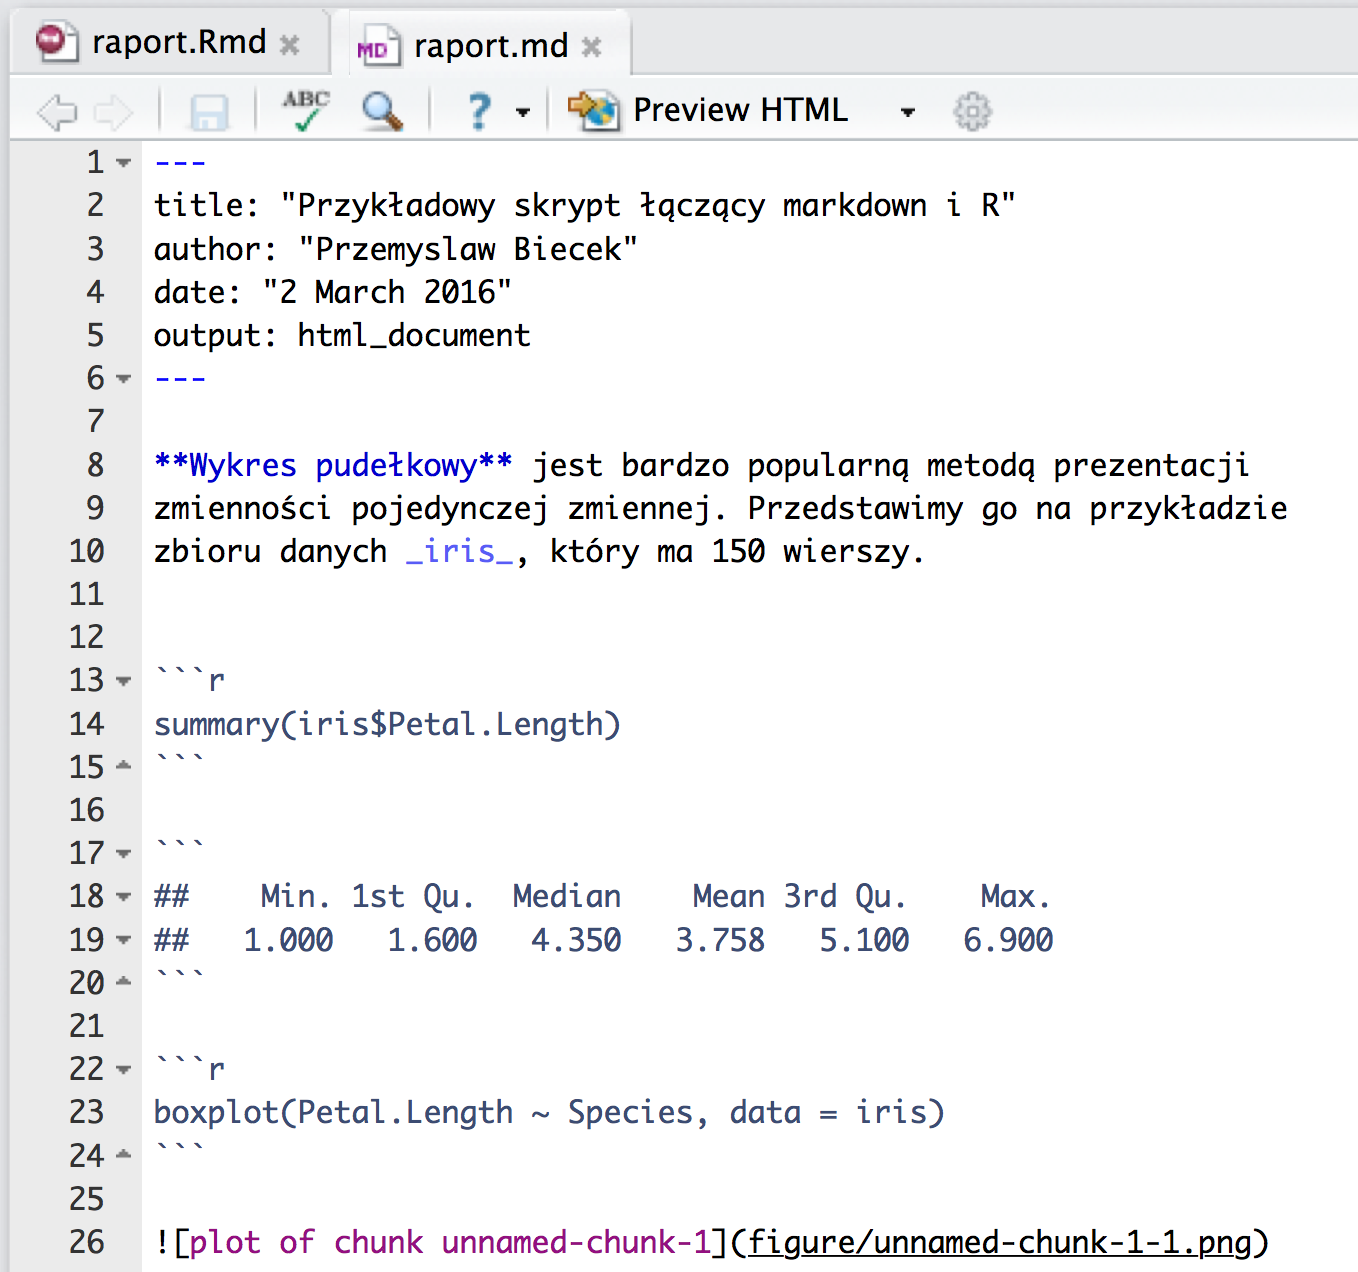 raport.Rmd
raport.md
MD
ABC
?
Preview HTML
1 ---
2 title: "Przykładowy skrypt łączący markdown i R"
3 author: "Przemyslaw Biecek"
4 date: "2 March 2016"
5 output: html_document
6 ---
7
8 **Wykres pudełkowy** jest bardzo popularną metodą prezentacji
9 zmienności pojedynczej zmiennej. Przedstawimy go na przykładzie
10 zbioru danych _iris_, który ma 150 wierszy.
11
12
13 ```r
14 summary(iris$Petal.Length)
15 ```
16
17 ```
18 ##    Min. 1st Qu.  Median    Mean 3rd Qu.    Max.
19 ##   1.000   1.600   4.350   3.758   5.100   6.900
20 ```
21
22 ```r
23 boxplot(Petal.Length ~ Species, data = iris)
24 ```
25
26 ![plot of chunk unnamed-chunk-1](figure/unnamed-chunk-1-1.png)